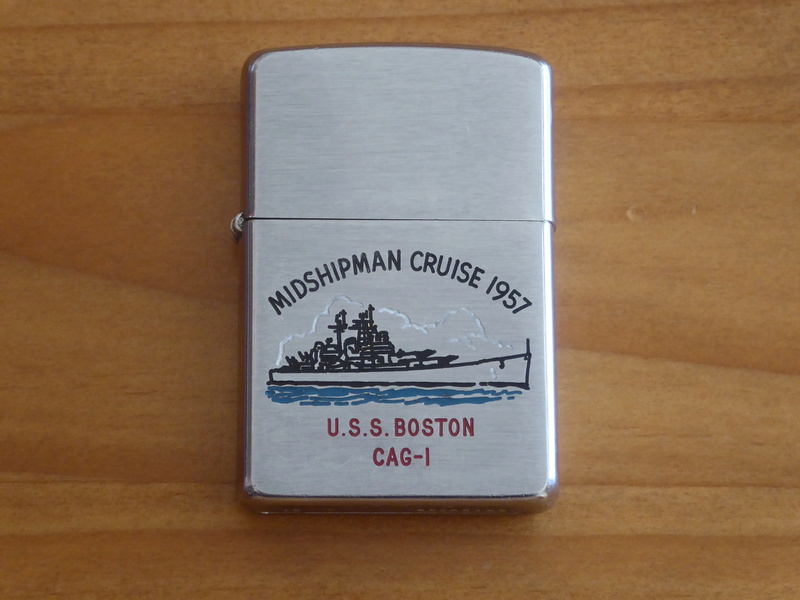 MIDSHIPMAN CRUISE 1957
U.S.S. BOSTON
CAG-1